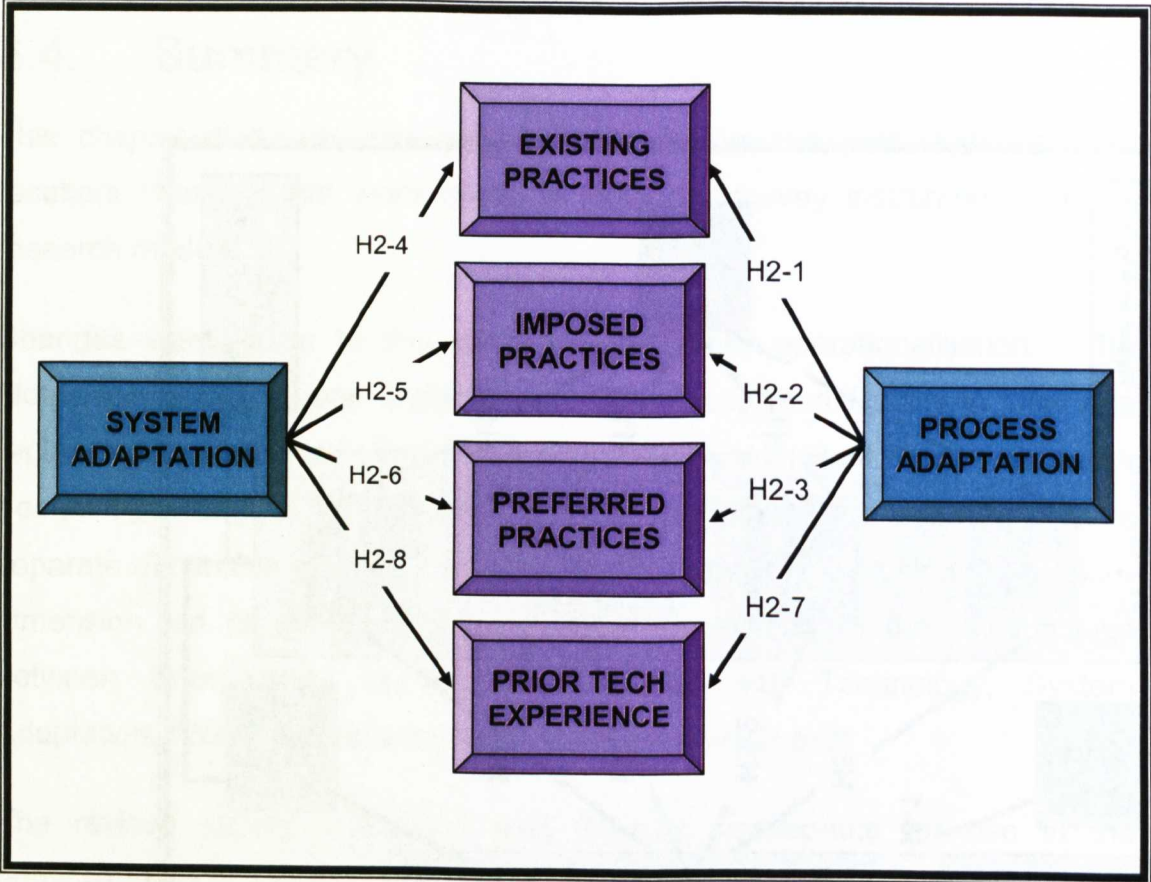 EXISTING
PRACTICES
H2-4
H2-1
IMPOSED
PRACTICES
H2-5
H2-2
SYSTEM
ADAPTATION
PROCESS
ADAPTATION
H2-6
H2-3
PREFERRED
PRACTICES
H2-8
H2-7
PRIOR TECH
EXPERIENCE